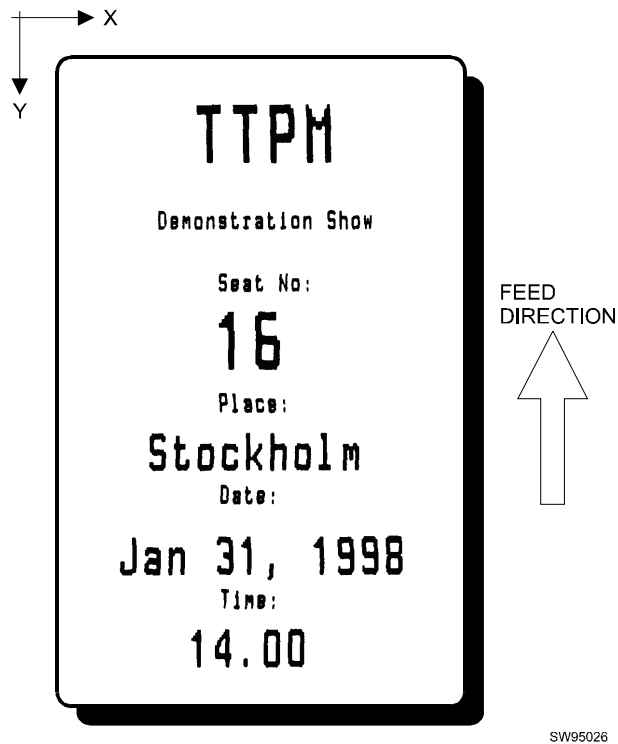 X
Y
TTPM
Demonstration Show
Seat No:
16
FEED
DIRECTION
Place:
Stockholm
Date:
Jan 31, 1998
Time:
14.00
SW95026